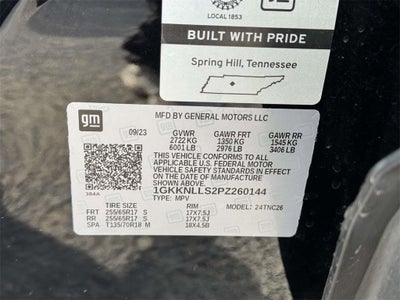 LOCAL 1853
BUILT WITH PRIDE
Spring Hill, Tennessee
gm
MFD BY GENERAL MOTORS LLC
09/23 GVWR GAWR FRT GAWR RR
2722 KG 1350 KG 1545 KG
6001 LB 2976 LB 3406 LB
THIS VEHICLE CONFORMS TO ALL APPLICABLE
U.S. FEDERAL MOTOR VEHICLE SAFETY,
IN EFFECT ON THE DATE OF
MANUFACTURE SHOWN ABOVE.
1GKKNLLS2PZ260144
TYPE: MPV MODEL: 24TNC26
384A
TIRE SIZE RIM
FRT 255/65R17 S 17X7.5J
RR 255/65R17 S 17X7.5J
SPA T135/70R18 M 18X4.5B